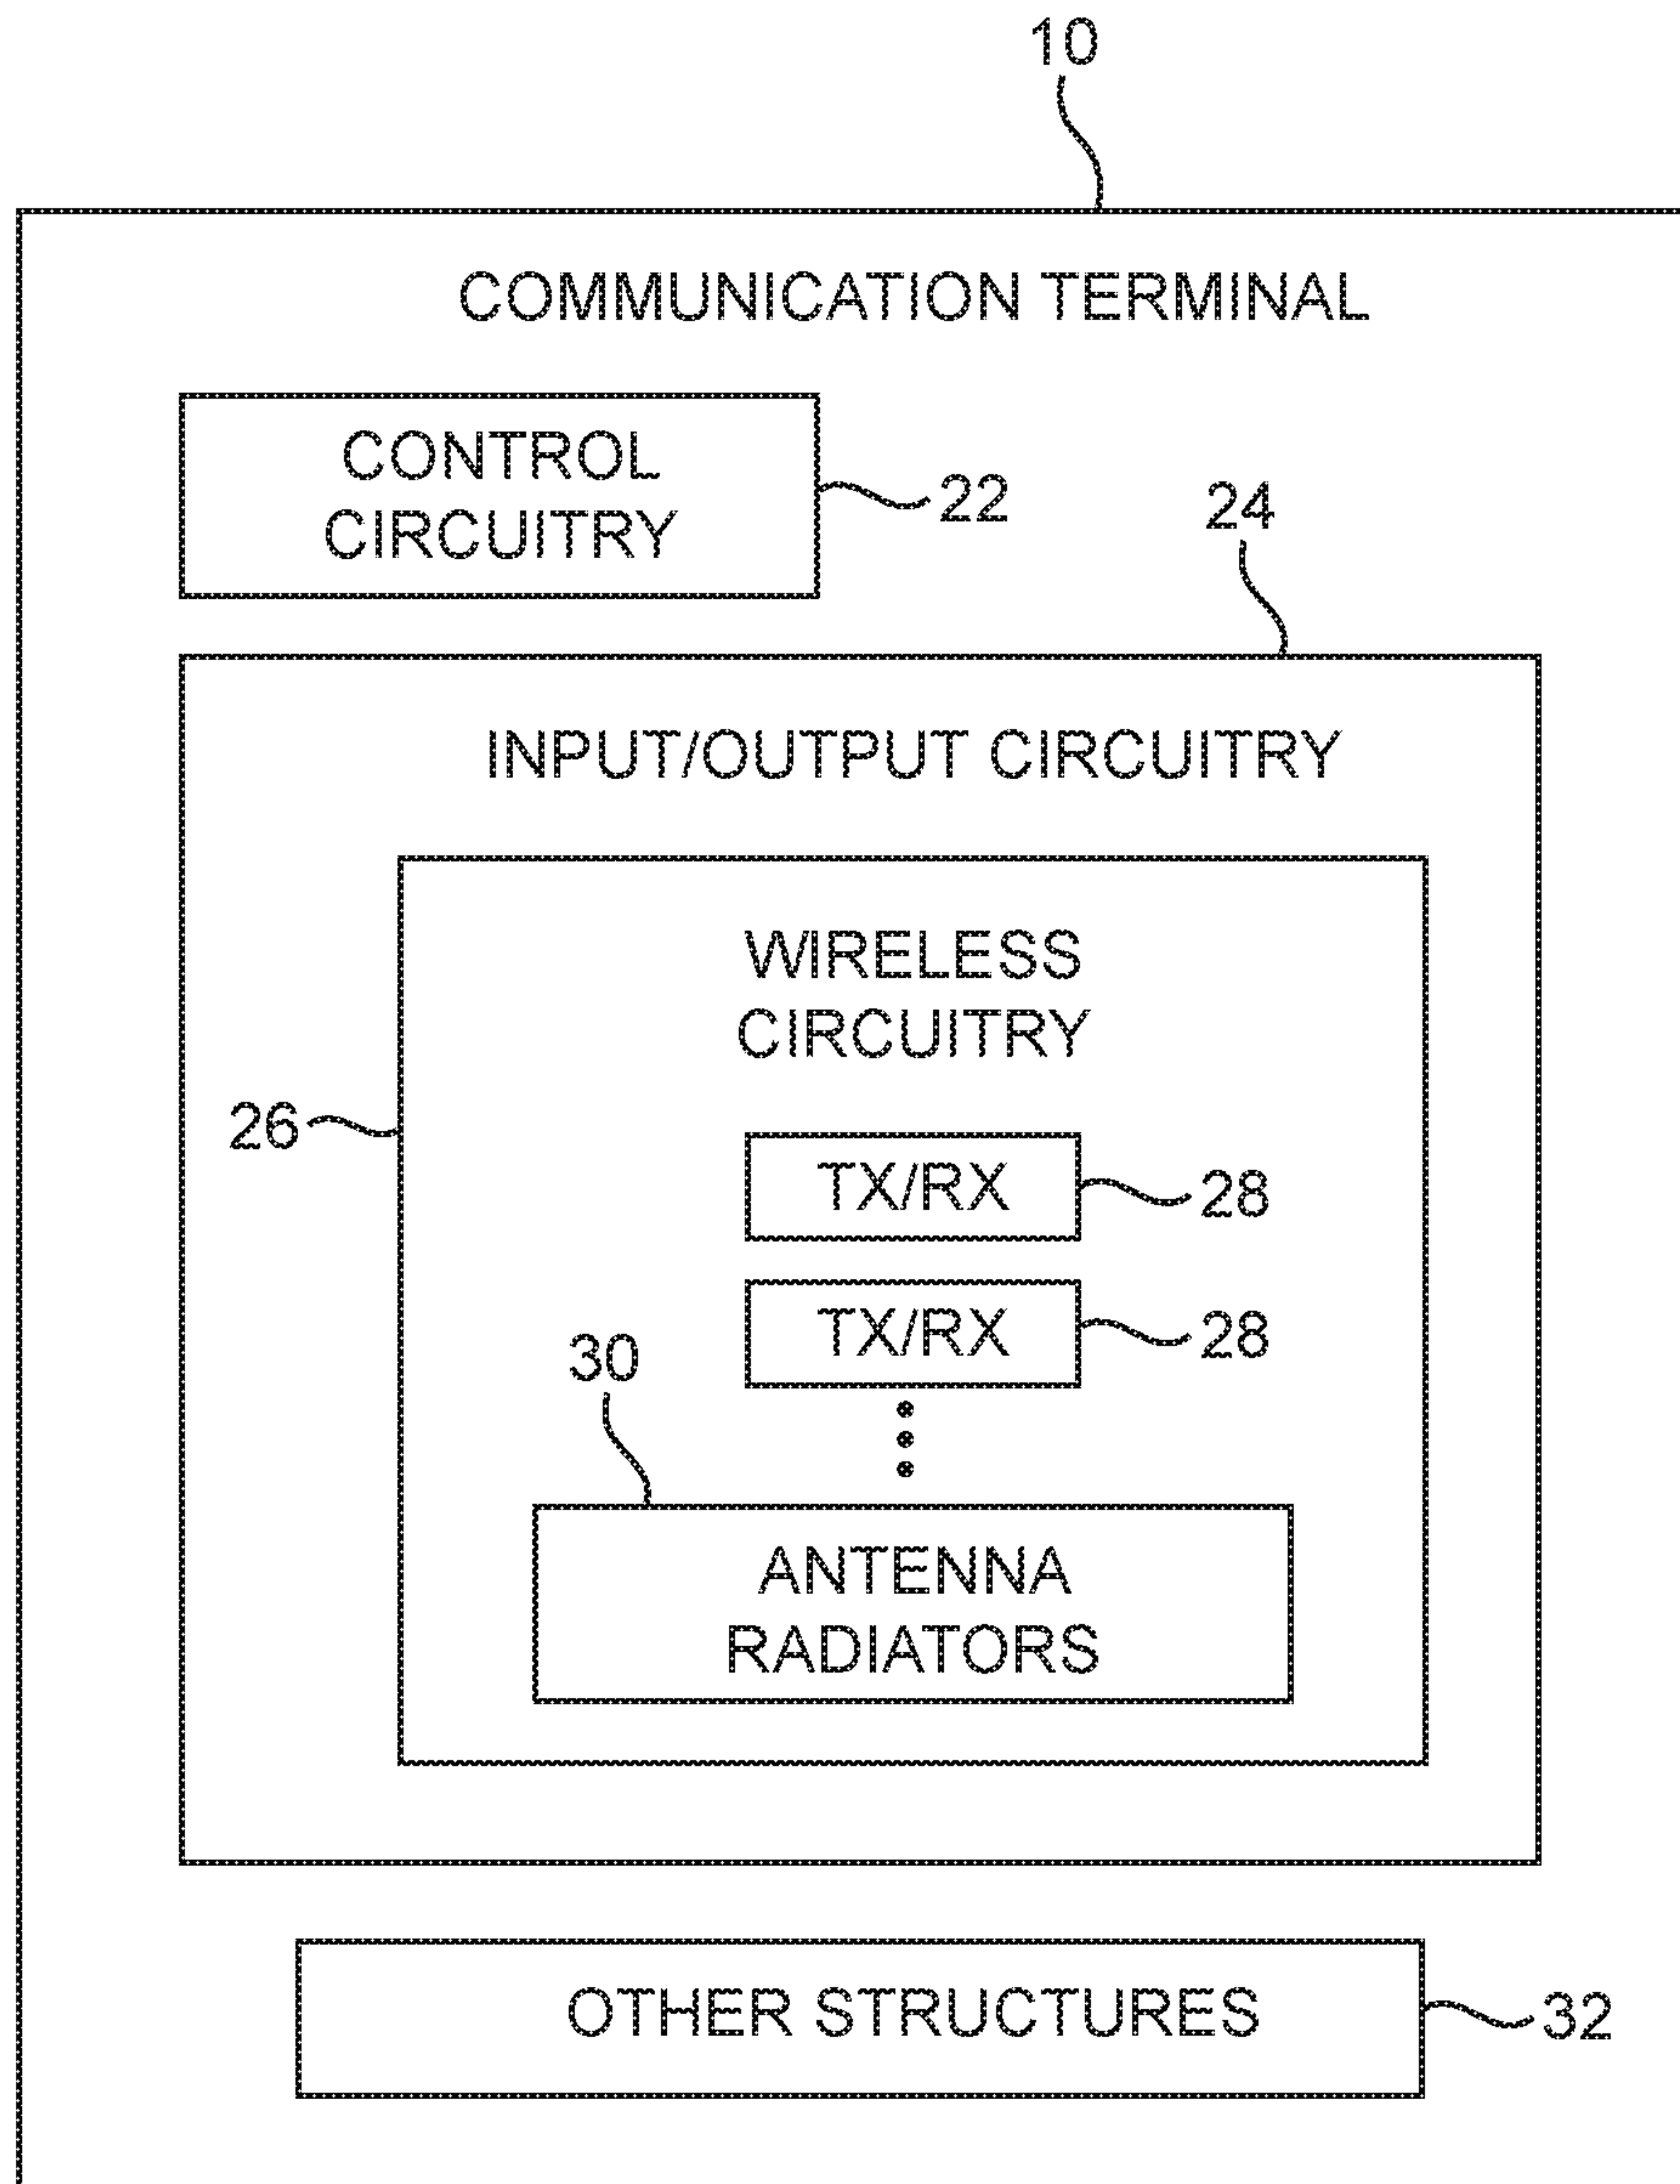 10
COMMUNICATION TERMINAL
CONTROL
CIRCUITRY
22
24
INPUT/OUTPUT CIRCUITRY
WIRELESS
CIRCUITRY
26
TX/RX
28
TX/RX
28
30
ANTENNA
RADIATORS
OTHER STRUCTURES
32